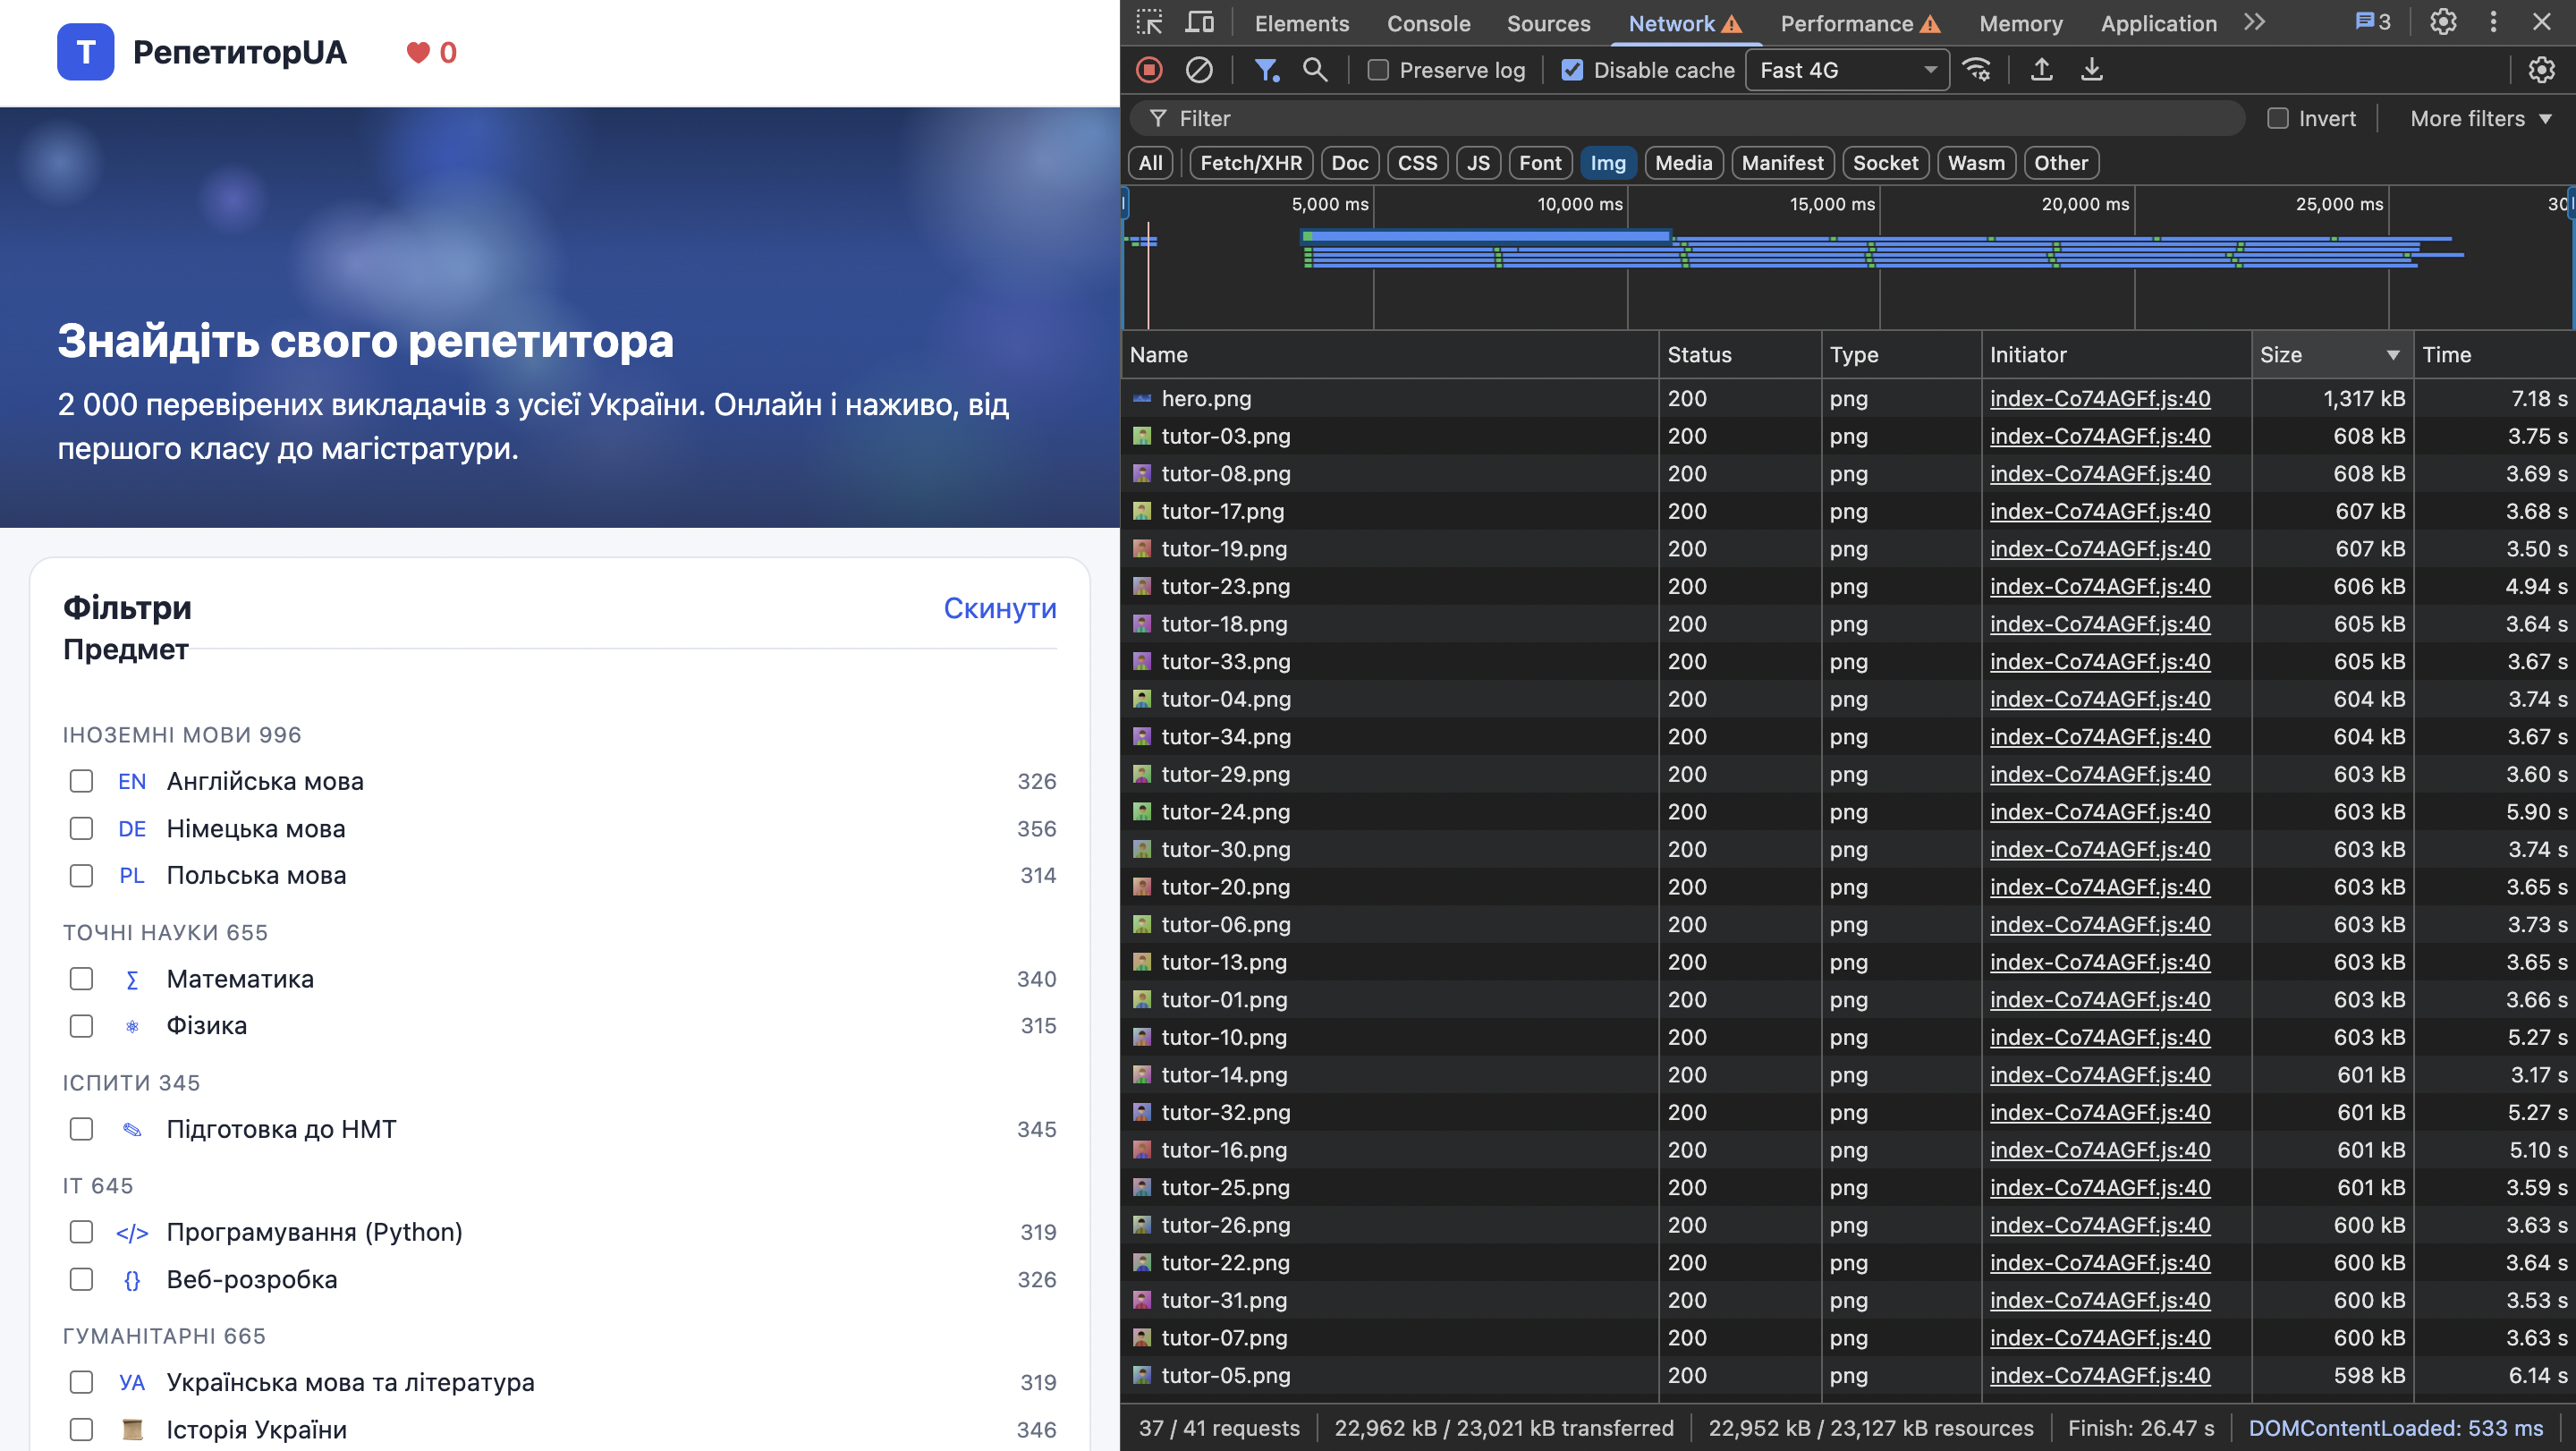 T РепетиторUA 0
Знайдіть свого репетитора
2 000 перевірених викладачів з усієї України. Онлайн і наживо, від
першого класу до магістратури.
Фільтри Скинути
Предмет
ІНОЗЕМНІ МОВИ 996
EN Англійська мова 326
DE Німецька мова 356
PL Польська мова 314
ТОЧНІ НАУКИ 655
∑ Математика 340
⚛ Фізика 315
ІСПИТИ 345
✎ Підготовка до НМТ 345
IT 645
</> Програмування (Python) 319
{} Веб-розробка 326
ГУМАНІТАРНІ 665
УА Українська мова та література 319
Історія України 346
Elements Console Sources Network Performance Memory Application 3
Preserve log Disable cache Fast 4G
Filter Invert More filters
All Fetch/XHR Doc CSS JS Font Img Media Manifest Socket Wasm Other
5,000 ms 10,000 ms 15,000 ms 20,000 ms 25,000 ms 30
Name Status Type Initiator Size Time
hero.png 200 png index-Co74AGFf.js:40 1,317 kB 7.18 s
tutor-03.png 200 png index-Co74AGFf.js:40 608 kB 3.75 s
tutor-08.png 200 png index-Co74AGFf.js:40 608 kB 3.69 s
tutor-17.png 200 png index-Co74AGFf.js:40 607 kB 3.68 s
tutor-19.png 200 png index-Co74AGFf.js:40 607 kB 3.50 s
tutor-23.png 200 png index-Co74AGFf.js:40 606 kB 4.94 s
tutor-18.png 200 png index-Co74AGFf.js:40 605 kB 3.64 s
tutor-33.png 200 png index-Co74AGFf.js:40 605 kB 3.67 s
tutor-04.png 200 png index-Co74AGFf.js:40 604 kB 3.74 s
tutor-34.png 200 png index-Co74AGFf.js:40 604 kB 3.67 s
tutor-29.png 200 png index-Co74AGFf.js:40 603 kB 3.60 s
tutor-24.png 200 png index-Co74AGFf.js:40 603 kB 5.90 s
tutor-30.png 200 png index-Co74AGFf.js:40 603 kB 3.74 s
tutor-20.png 200 png index-Co74AGFf.js:40 603 kB 3.65 s
tutor-06.png 200 png index-Co74AGFf.js:40 603 kB 3.73 s
tutor-13.png 200 png index-Co74AGFf.js:40 603 kB 3.65 s
tutor-01.png 200 png index-Co74AGFf.js:40 603 kB 3.66 s
tutor-10.png 200 png index-Co74AGFf.js:40 603 kB 5.27 s
tutor-14.png 200 png index-Co74AGFf.js:40 601 kB 3.17 s
tutor-32.png 200 png index-Co74AGFf.js:40 601 kB 5.27 s
tutor-16.png 200 png index-Co74AGFf.js:40 601 kB 5.10 s
tutor-25.png 200 png index-Co74AGFf.js:40 601 kB 3.59 s
tutor-26.png 200 png index-Co74AGFf.js:40 600 kB 3.63 s
tutor-22.png 200 png index-Co74AGFf.js:40 600 kB 3.64 s
tutor-31.png 200 png index-Co74AGFf.js:40 600 kB 3.53 s
tutor-07.png 200 png index-Co74AGFf.js:40 600 kB 3.63 s
tutor-05.png 200 png index-Co74AGFf.js:40 598 kB 6.14 s
37 / 41 requests 22,962 kB / 23,021 kB transferred 22,952 kB / 23,127 kB resources Finish: 26.47 s DOMContentLoaded: 533 ms